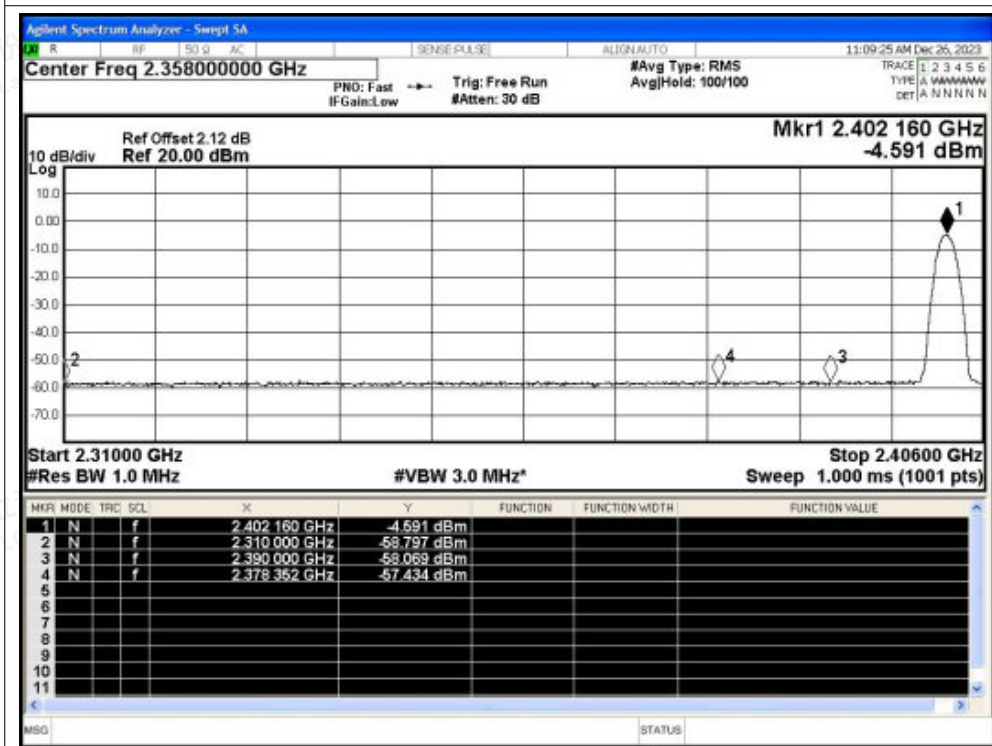 Agilent Spectrum Analyzer - Swept SA
R RF 50 Ω AC SENSE:PULSE ALIGN AUTO 11:09:25 AM Dec 26, 2023
Center Freq 2.358000000 GHz #Avg Type: RMS TRACE 1 2 3 4 5 6
PNO: Fast Trig: Free Run Avg|Hold: 100/100 TYPE A
IFGain:Low #Atten: 30 dB DET A N N N N N
Mkr1 2.402 160 GHz
Ref Offset 2.12 dB
-4.591 dBm
10 dB/div Ref 20.00 dBm
Log
10.0
1
0.00
-10.0
-20.0
-30.0
-40.0
-50.0 2 4 3
-60.0
-70.0
Start 2.31000 GHz Stop 2.40600 GHz
#Res BW 1.0 MHz #VBW 3.0 MHz* Sweep 1.000 ms (1001 pts)
MKR MODE TRC SCL X Y FUNCTION FUNCTION WIDTH FUNCTION VALUE
1 N f 2.402 160 GHz -4.591 dBm
2 N f 2.310 000 GHz -58.797 dBm
3 N f 2.390 000 GHz -58.069 dBm
4 N f 2.378 352 GHz -57.434 dBm
5
6
7
8
9
10
11
MSG STATUS